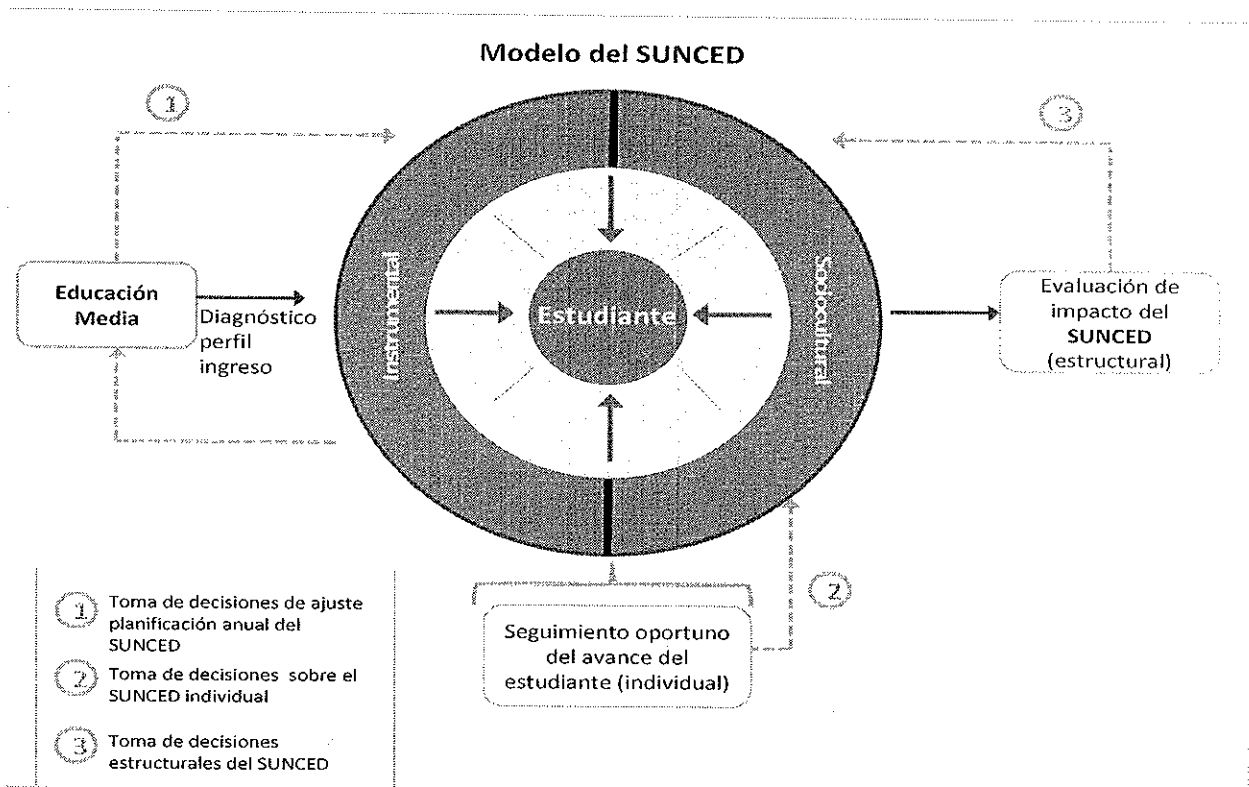 Modelo del SUNCED
1
3
Educación
Media
Diagnóstico
perfil
ingreso
Instrumental
Estudiante
Sociocultural
Evaluación de
impacto del
SUNCED
(estructural)
Seguimiento oportuno
del avance del
estudiante (individual)
2
1 Toma de decisiones de ajuste
planificación anual del
SUNCED
2 Toma de decisiones sobre el
SUNCED individual
3 Toma de decisiones
estructurales del SUNCED